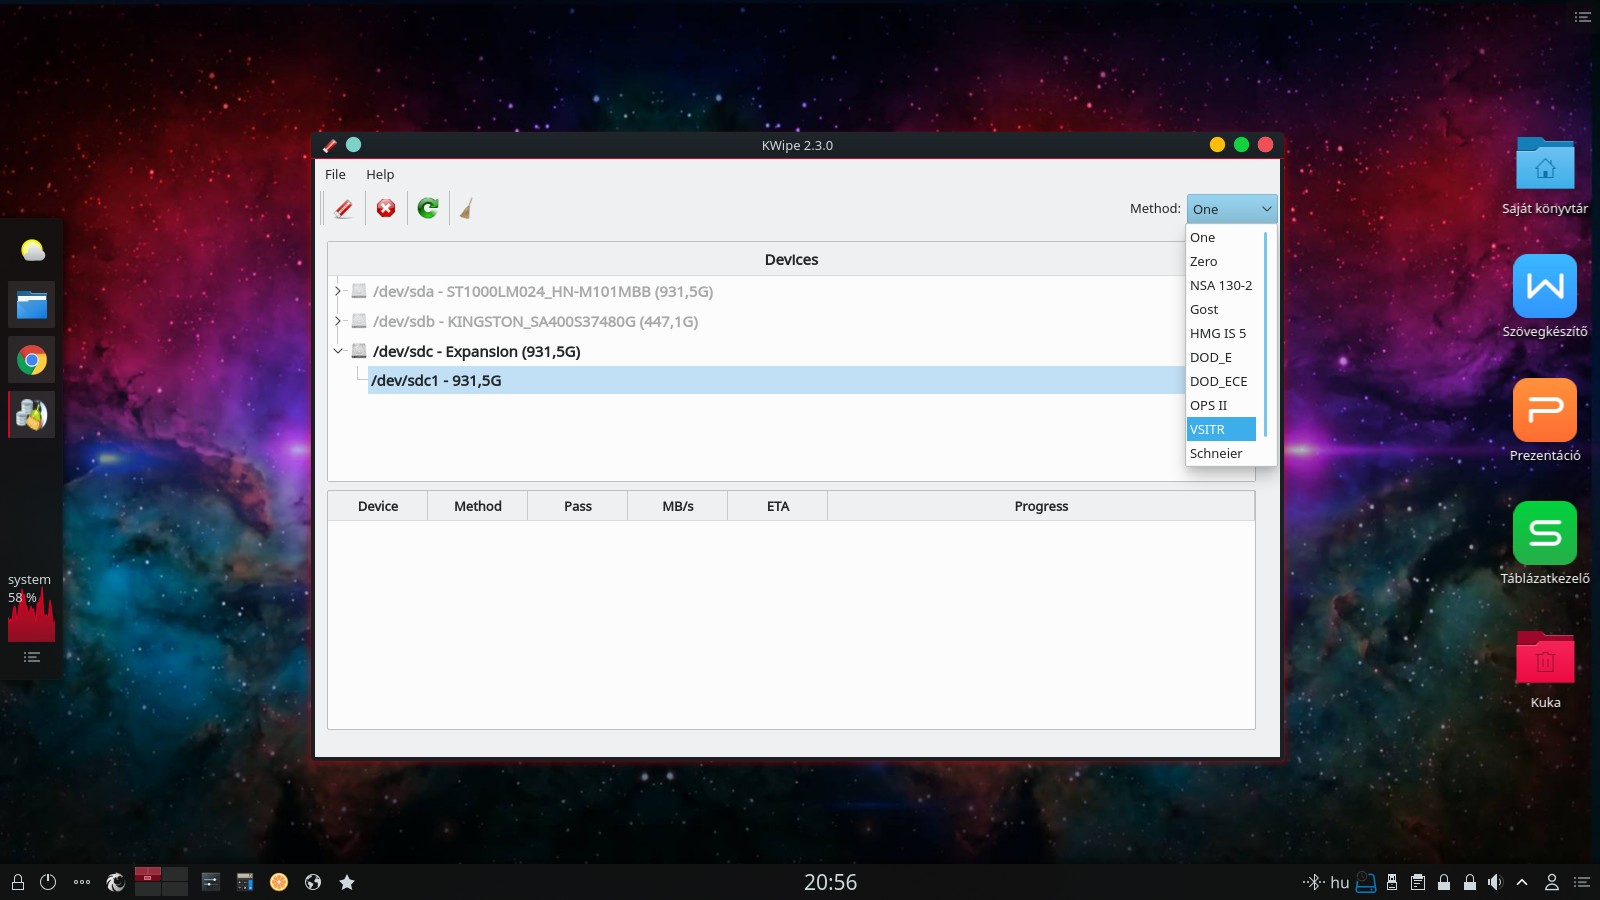 KWipe 2.3.0
File Help
Method: One
One
Zero
NSA 130-2
Gost
HMG IS 5
DOD_E
DOD_ECE
OPS II
VSITR
Schneier
Devices
/dev/sda - ST1000LM024_HN-M101MBB (931,5G)
/dev/sdb - KINGSTON_SA400S37480G (447,1G)
/dev/sdc - Expansion (931,5G)
/dev/sdc1 - 931,5G
Device Method Pass MB/s ETA Progress
system
58 %
Saját könyvtár
Szövegkészítő
Prezentáció
Táblázatkezelő
Kuka
20:56
hu